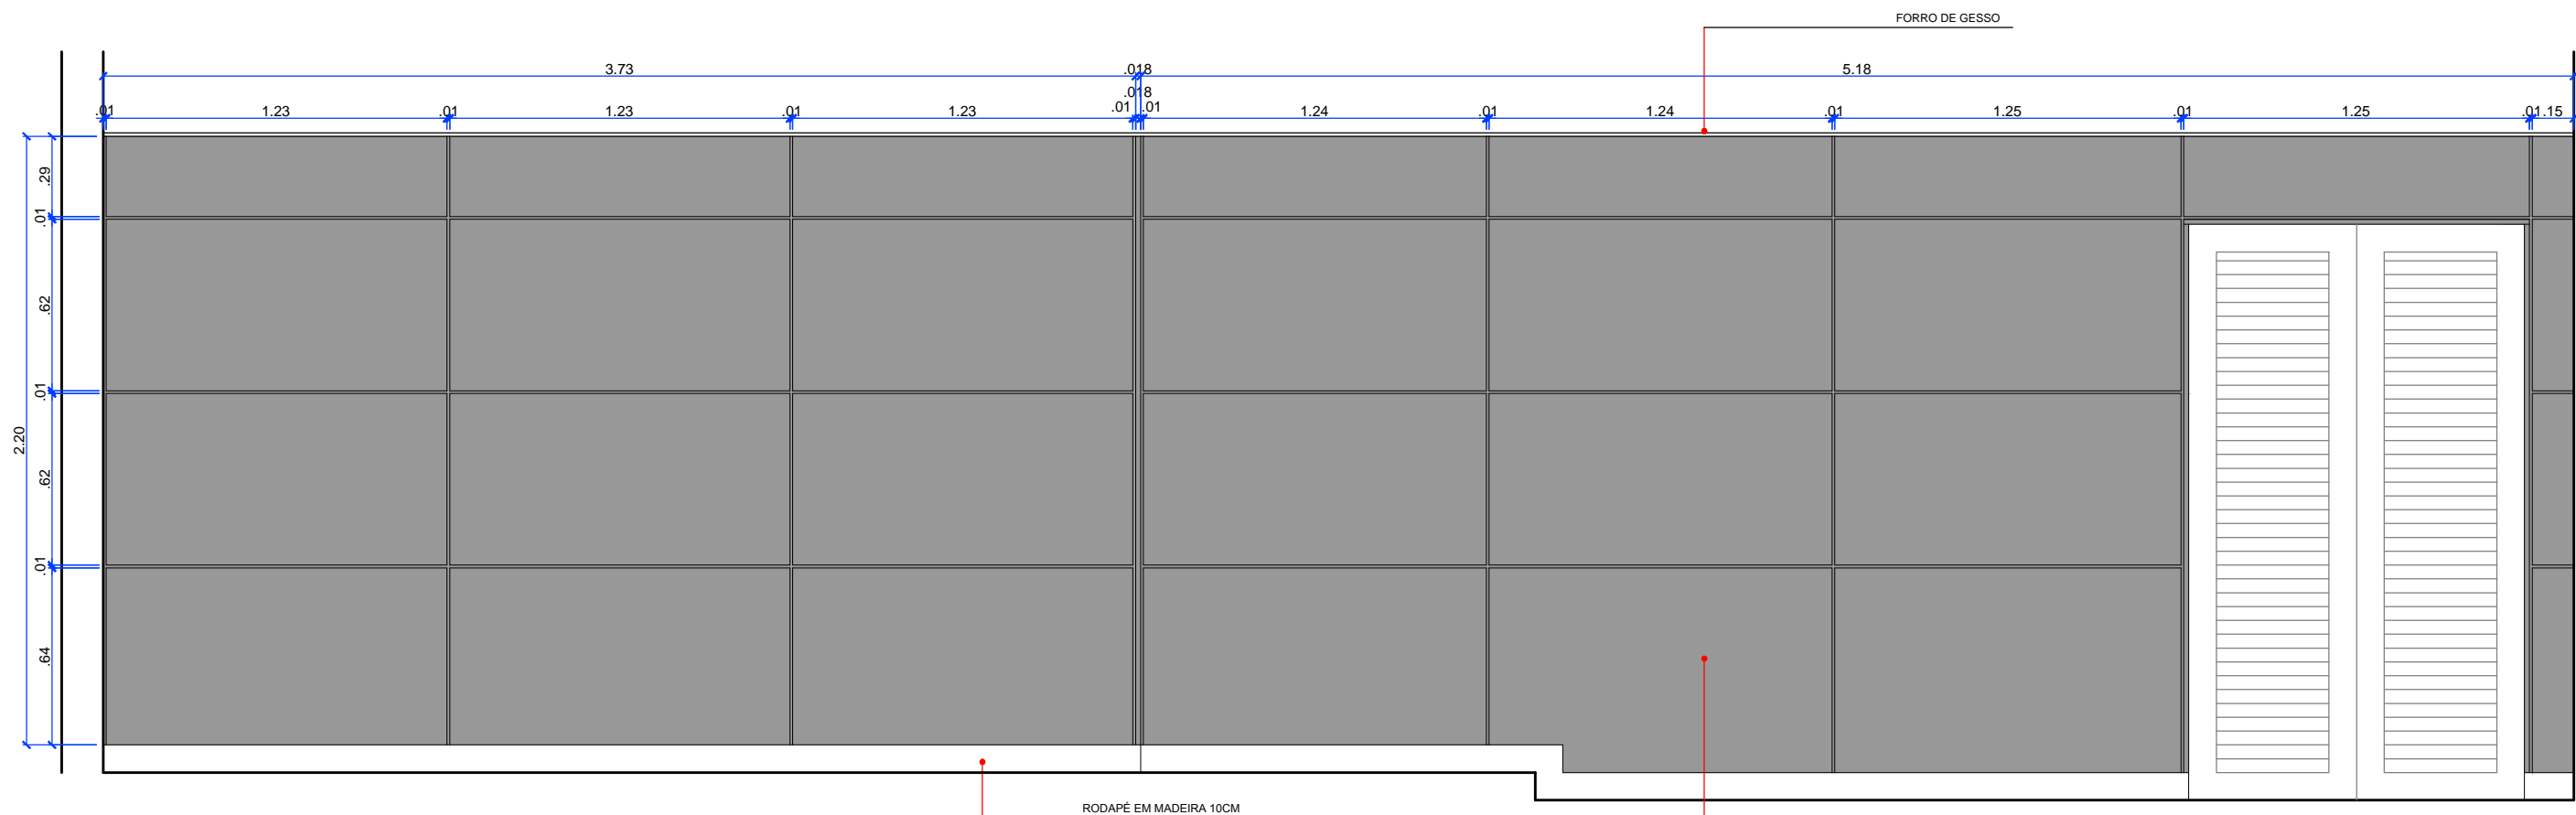 FORRO DE GESSO
3.73 .018 5.18
.018
.01 1.23 .01 1.23 .01 1.23 .01 .01 1.24 .01 1.24 .01 1.25 .01 1.25 .01 .15
.29
.01
.62
.01
2.20
.62
.01
.64
RODAPÉ EM MADEIRA 10CM